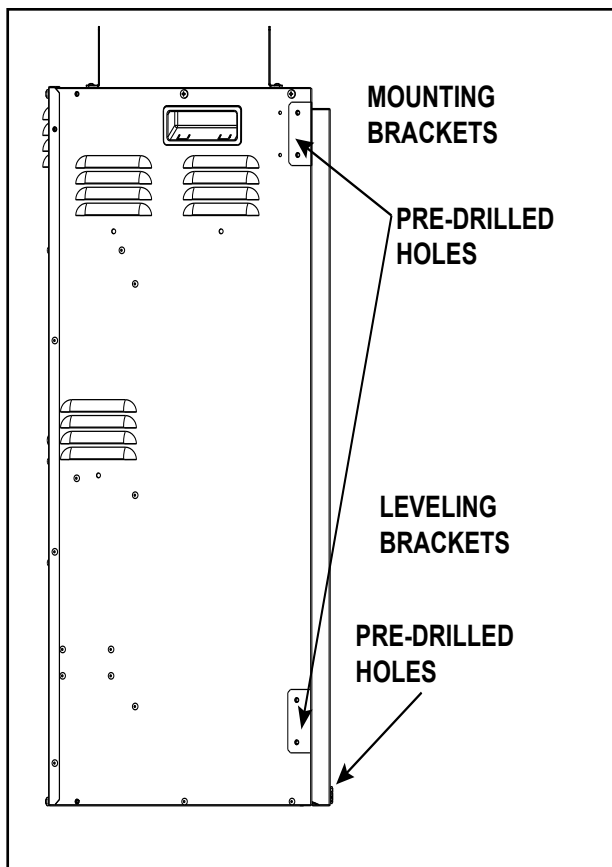 MOUNTING
BRACKETS
PRE-DRILLED
HOLES
LEVELING
BRACKETS
PRE-DRILLED
HOLES